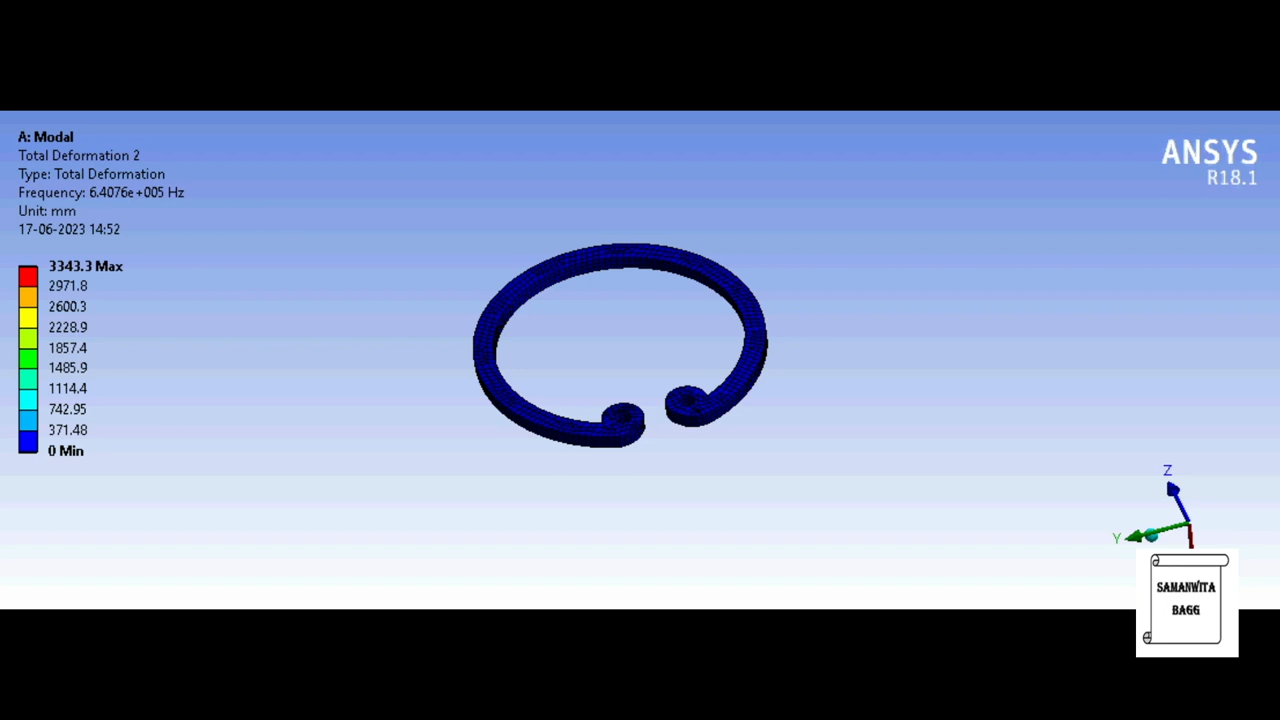 A: Modal
Total Deformation 2
Type: Total Deformation
Frequency: 6.4076e+005 Hz
Unit: mm
17-06-2023 14:52
3343.3 Max
2971.8
2600.3
2228.9
1857.4
1485.9
1114.4
742.95
371.48
0 Min
ANSYS
R18.1
Z
Y
SAMANWITA
BAGG